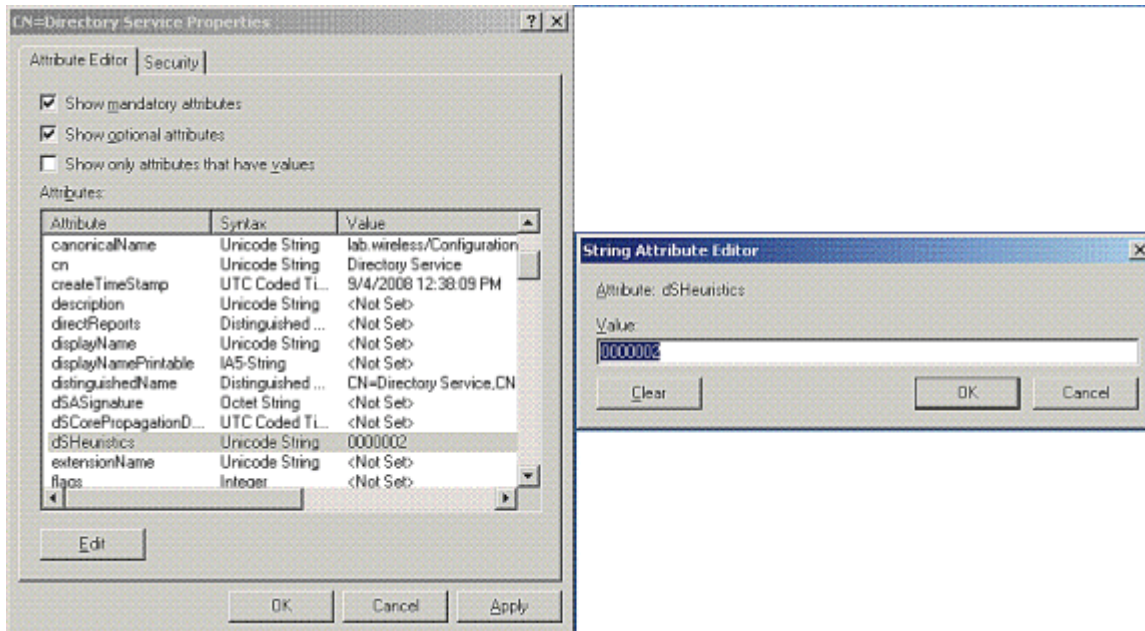 CN=Directory Service Properties
Attribute Editor
Security
Show mandatory attributes
Show optional attributes
Show only attributes that have values
Attributes:
Attribute Syntax Value
canonicalName Unicode String lab.wireless/Configuration
cn Unicode String Directory Service
createTimeStamp UTC Coded Ti... 9/4/2008 12:38:09 PM
description Unicode String <Not Set>
directReports Distinguished ... <Not Set>
displayName Unicode String <Not Set>
displayNamePrintable IA5-String <Not Set>
distinguishedName Distinguished ... CN=Directory Service,CN
dSASignature Octet String <Not Set>
dSCorePropagationD... UTC Coded Ti... <Not Set>
dSHeuristics Unicode String 0000002
extensionName Unicode String <Not Set>
flags Integer <Not Set>
Edit
OK Cancel Apply
String Attribute Editor
Attribute: dSHeuristics
Value:
0000002
Clear OK Cancel